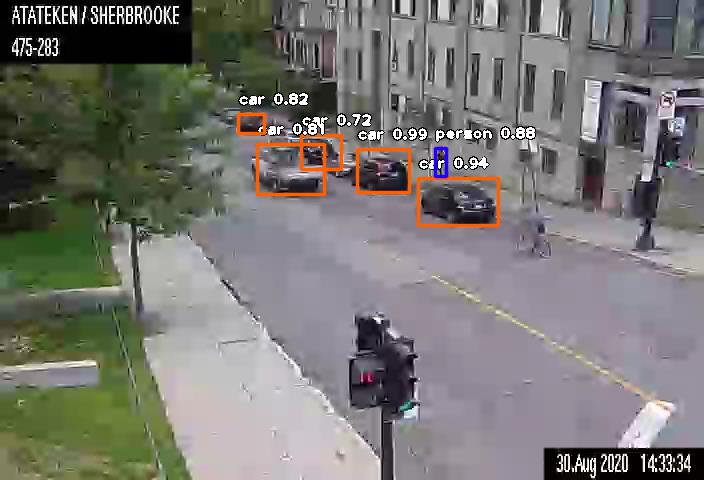 ATATEKEN / SHERBROOKE
475-283
car 0.82
car 0.72
car 0.81
car 0.99
person 0.88
car 0.94
30.Aug 2020 14:33:34